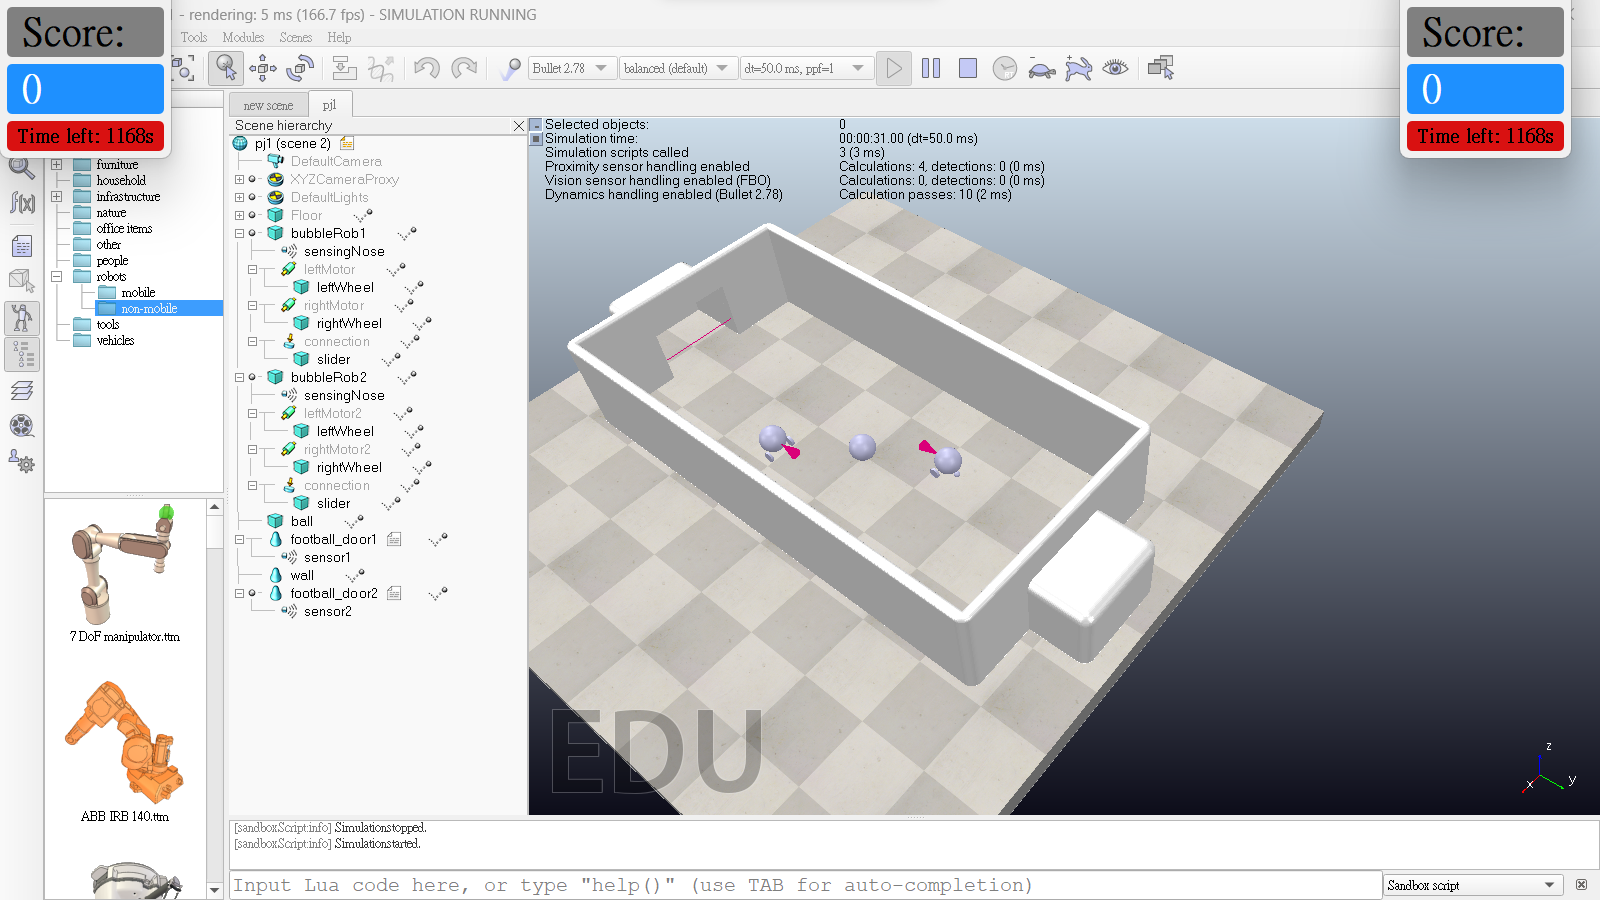 - rendering: 5 ms (166.7 fps) - SIMULATION RUNNING
Score:
0
Time left: 1168s
Score:
0
Time left: 1168s
Tools Modules Scenes Help
Bullet 2.78
balanced (default)
dt=50.0 ms, ppf=1
new scene
pj1
Scene hierarchy
pj1 (scene 2)
DefaultCamera
XYZCameraProxy
DefaultLights
Floor
bubbleRob1
sensingNose
leftMotor
leftWheel
rightMotor
rightWheel
connection
slider
bubbleRob2
sensingNose
leftMotor2
leftWheel
rightMotor2
rightWheel
connection
slider
ball
football_door1
sensor1
wall
football_door2
sensor2
furniture
household
infrastructure
nature
office items
other
people
robots
mobile
non-mobile
tools
vehicles
f(x)
7 DoF manipulator.ttm
ABB IRB 140.ttm
Selected objects: 0
Simulation time: 00:00:31.00 (dt=50.0 ms)
Simulation scripts called 3 (3 ms)
Proximity sensor handling enabled Calculations: 4, detections: 0 (0 ms)
Vision sensor handling enabled (FBO) Calculations: 0, detections: 0 (0 ms)
Dynamics handling enabled (Bullet 2.78) Calculation passes: 10 (2 ms)
EDU
z
x
y
[sandboxScript:info] Simulationstopped.
[sandboxScript:info] Simulationstarted.
Input Lua code here, or type "help()" (use TAB for auto-completion)
Sandbox script